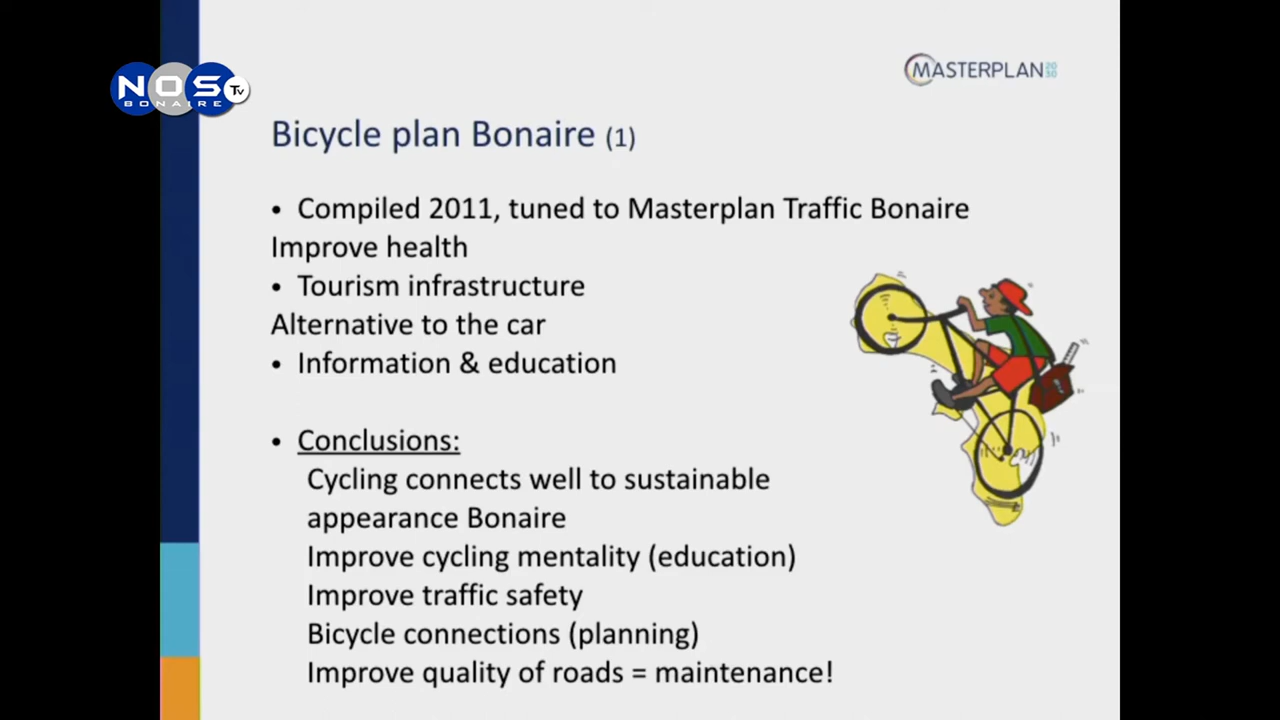 NOS TV
BONAIRE
MASTERPLAN 2030
Bicycle plan Bonaire (1)
• Compiled 2011, tuned to Masterplan Traffic Bonaire
Improve health
• Tourism infrastructure
Alternative to the car
• Information & education
• Conclusions:
Cycling connects well to sustainable
appearance Bonaire
Improve cycling mentality (education)
Improve traffic safety
Bicycle connections (planning)
Improve quality of roads = maintenance!